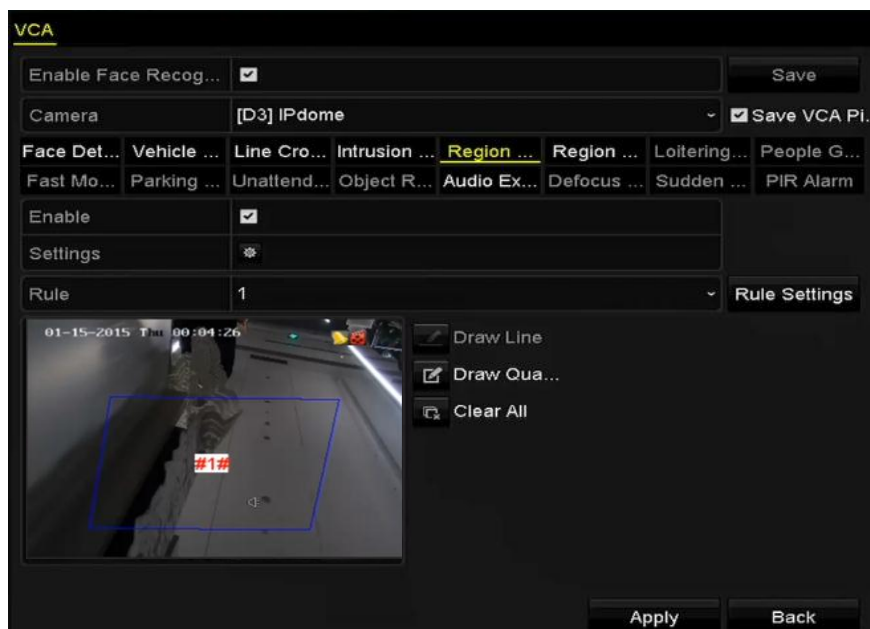 VCA
Enable Face Recog...
Save
Camera
[D3] IPdome
Save VCA Pi.
Face Det... Vehicle ... Line Cro... Intrusion ... Region ... Region ... Loitering... People G...
Fast Mo... Parking ... Unattend... Object R... Audio Ex... Defocus ... Sudden ... PIR Alarm
Enable
Settings
Rule
1
Rule Settings
01-15-2015 Thu 00:04:26
Draw Line
Draw Qua...
Clear All
#1#
Apply
Back